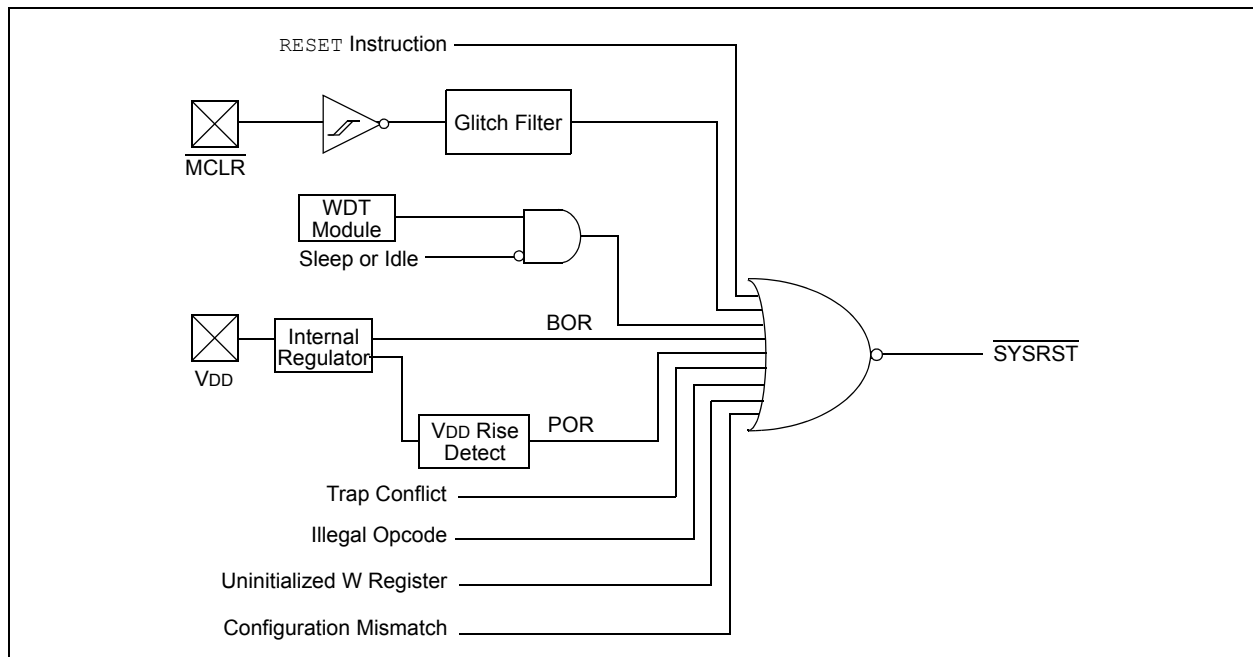 RESET Instruction
Glitch Filter
MCLR
WDT
Module
Sleep or Idle
BOR
Internal
Regulator
VDD
SYSRST
POR
VDD Rise
Detect
Trap Conflict
Illegal Opcode
Uninitialized W Register
Configuration Mismatch